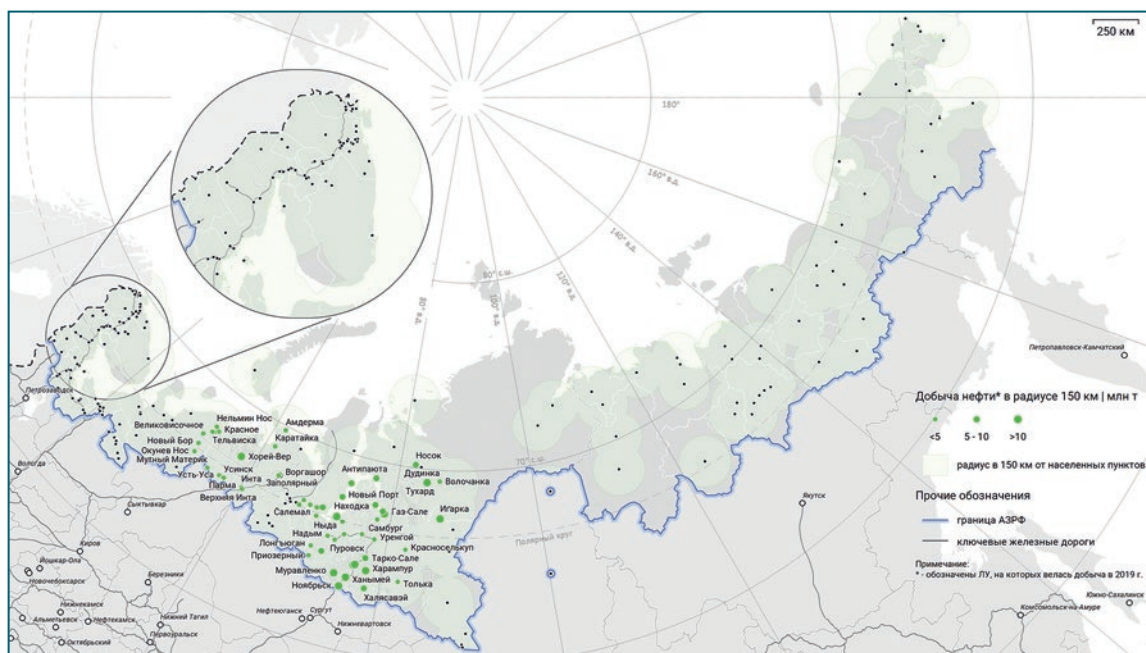 250 км
180°
160° в.д.
140° в.д.
120° в.д.
100° в.д.
80° в.д.
80° с.ш.
70° с.ш.
Полярный круг
Петрозаводск
Вологда
Сыктывкар
Киров
Йошкар-Ола
Новочебоксарск
Березники
Нижнекамск
Альметьевск
Нефтекамск
Октябрьский
Нижний Тагил
Первоуральск
Нефтеюганск
Сургут
Нижневартовск
Якутск
Петропавловск-Камчатский
Южно-Сахалинск
Комсомольск-на-Амуре
Нельмин Нос
Великовисочное
Красное
Амдерма
Новый Бор
Тельвиска
Каратайка
Окунев Нос
Мутный Материк
Хорей-Вер
Усть-Уса
Усинск
Воргашор
Инта
Заполярный
Парма
Верхняя Инта
Антипаюта
Носок
Дудинка
Волочанка
Тухард
Новый Порт
Салемал
Находка
Газ-Сале
Игарка
Ныда
Самбург
Надым
Уренгой
Лонгъюган
Красноселькуп
Приозерный
Пуровск
Тарко-Сале
Муравленко
Харампур
Ханымей
Толька
Ноябрьск
Халясавэй
Добыча нефти* в радиусе 150 км | млн т
<5 5 - 10 >10
радиус в 150 км от населенных пунктов
Прочие обозначения
граница АЗРФ
ключевые железные дороги
Примечание:
* - обозначены ЛУ, на которых велась добыча в 2019 г.